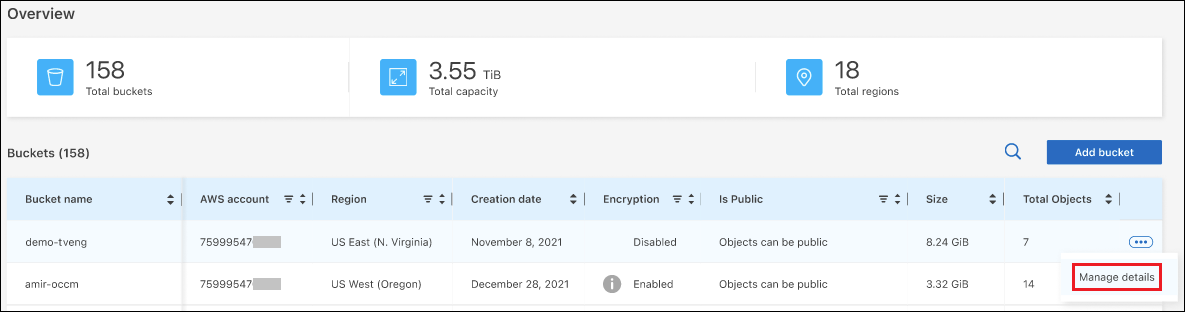 Overview
158
Total buckets
3.55 TiB
Total capacity
18
Total regions
Buckets (158)
Add bucket
Bucket name AWS account Region Creation date Encryption Is Public Size Total Objects
demo-tveng 75999547 US East (N. Virginia) November 8, 2021 Disabled Objects can be public 8.24 GiB 7
Manage details
amir-occm 75999547 US West (Oregon) December 28, 2021 Enabled Objects can be public 3.32 GiB 14